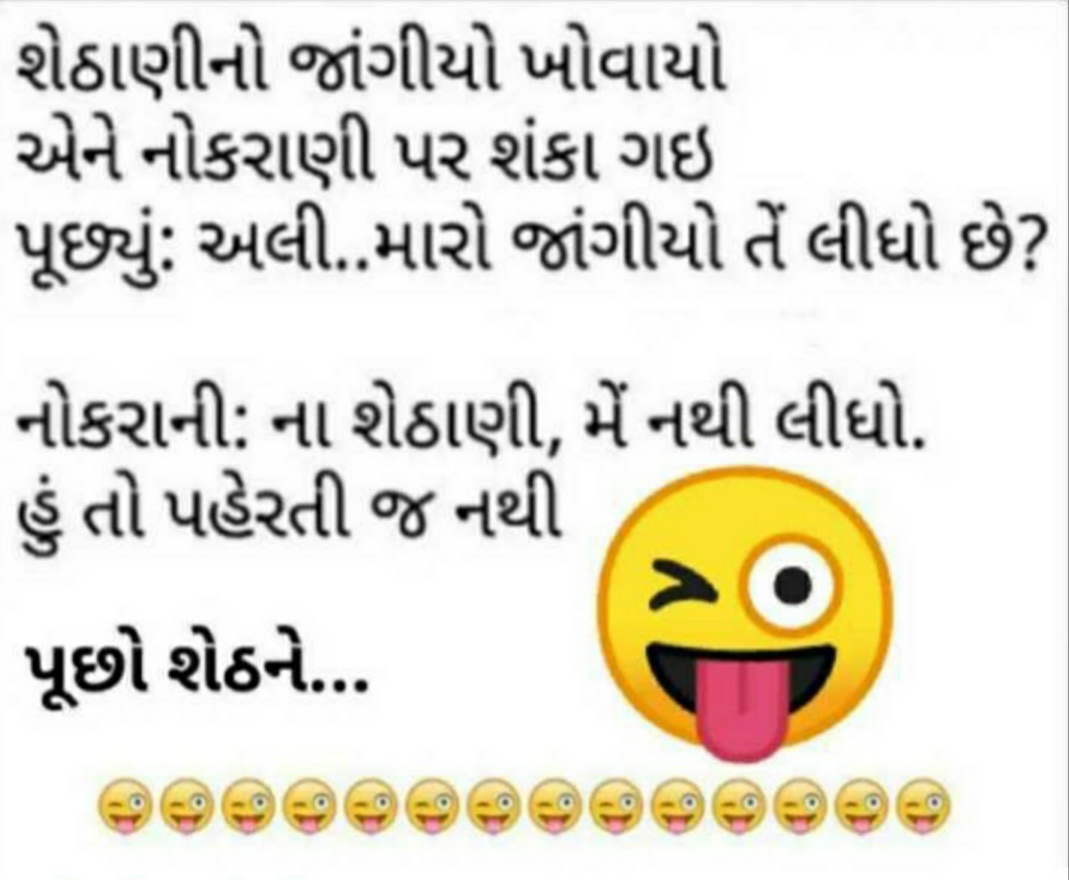 શેઠાણીનો જાંગીયો ખોવાયો
એને નોકરાણી પર શંકા ગઇ
પૂછ્યું: અલી..મારો જાંગીયો તેં લીધો છે?
નોકરાની: ના શેઠાણી, મેં નથી લીધો.
હું તો પહેરતી જ નથી
પૂછો શેઠને...